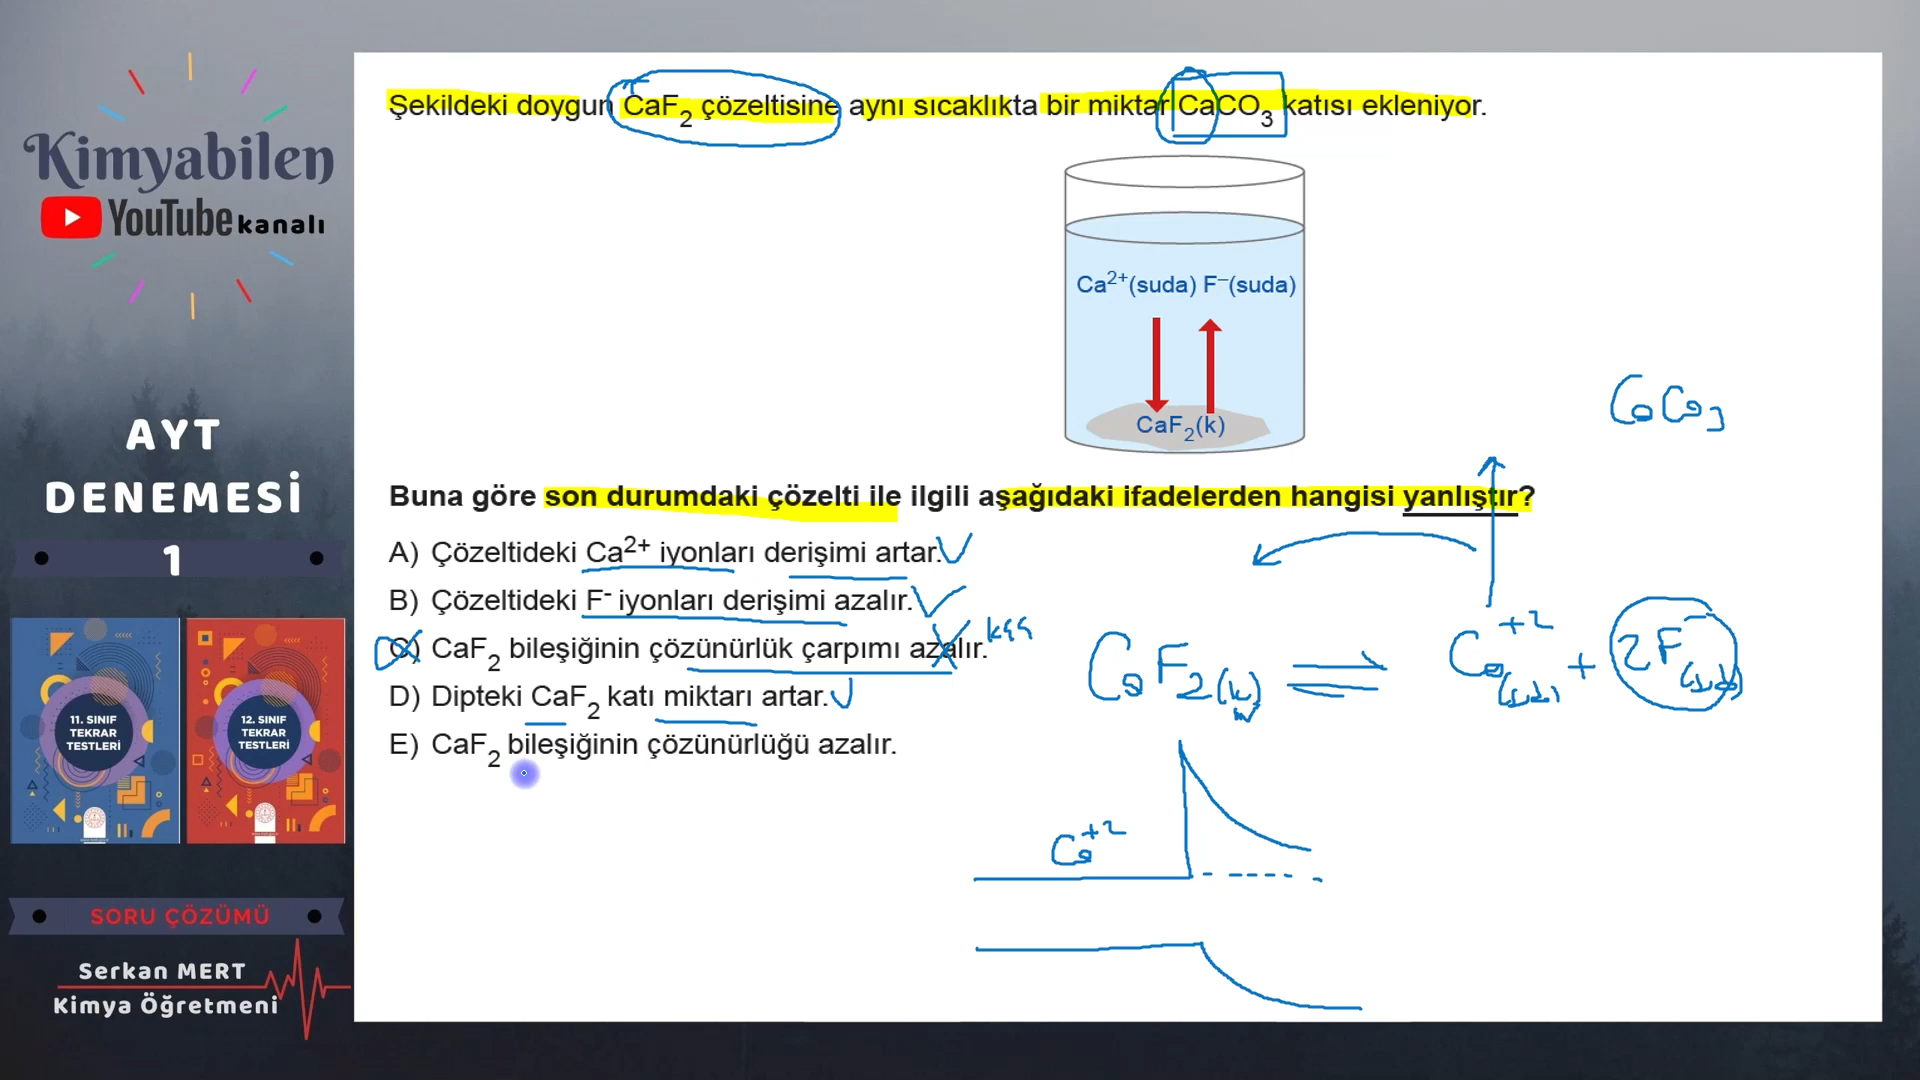 Kimyabilen
YouTube kanalı
AYT
DENEMESİ
1
11. SINIF
TEKRAR
TESTLERİ
12. SINIF
TEKRAR
TESTLERİ
SORU ÇÖZÜMÜ
Serkan MERT
Kimya Öğretmeni
Şekildeki doygun CaF₂ çözeltisine aynı sıcaklıkta bir miktar CaCO₃ katısı ekleniyor.
Ca²⁺(suda) F⁻(suda)
CaF₂(k)
CaCO₃
Buna göre son durumdaki çözelti ile ilgili aşağıdaki ifadelerden hangisi yanlıştır?
A) Çözeltideki Ca²⁺ iyonları derişimi artar.
B) Çözeltideki F⁻ iyonları derişimi azalır.
C) CaF₂ bileşiğinin çözünürlük çarpımı azalır. kçç
D) Dipteki CaF₂ katı miktarı artar.
E) CaF₂ bileşiğinin çözünürlüğü azalır.
CaF₂(k) ⇌ Ca⁺²(suda) + 2F⁻(suda)
Ca⁺²